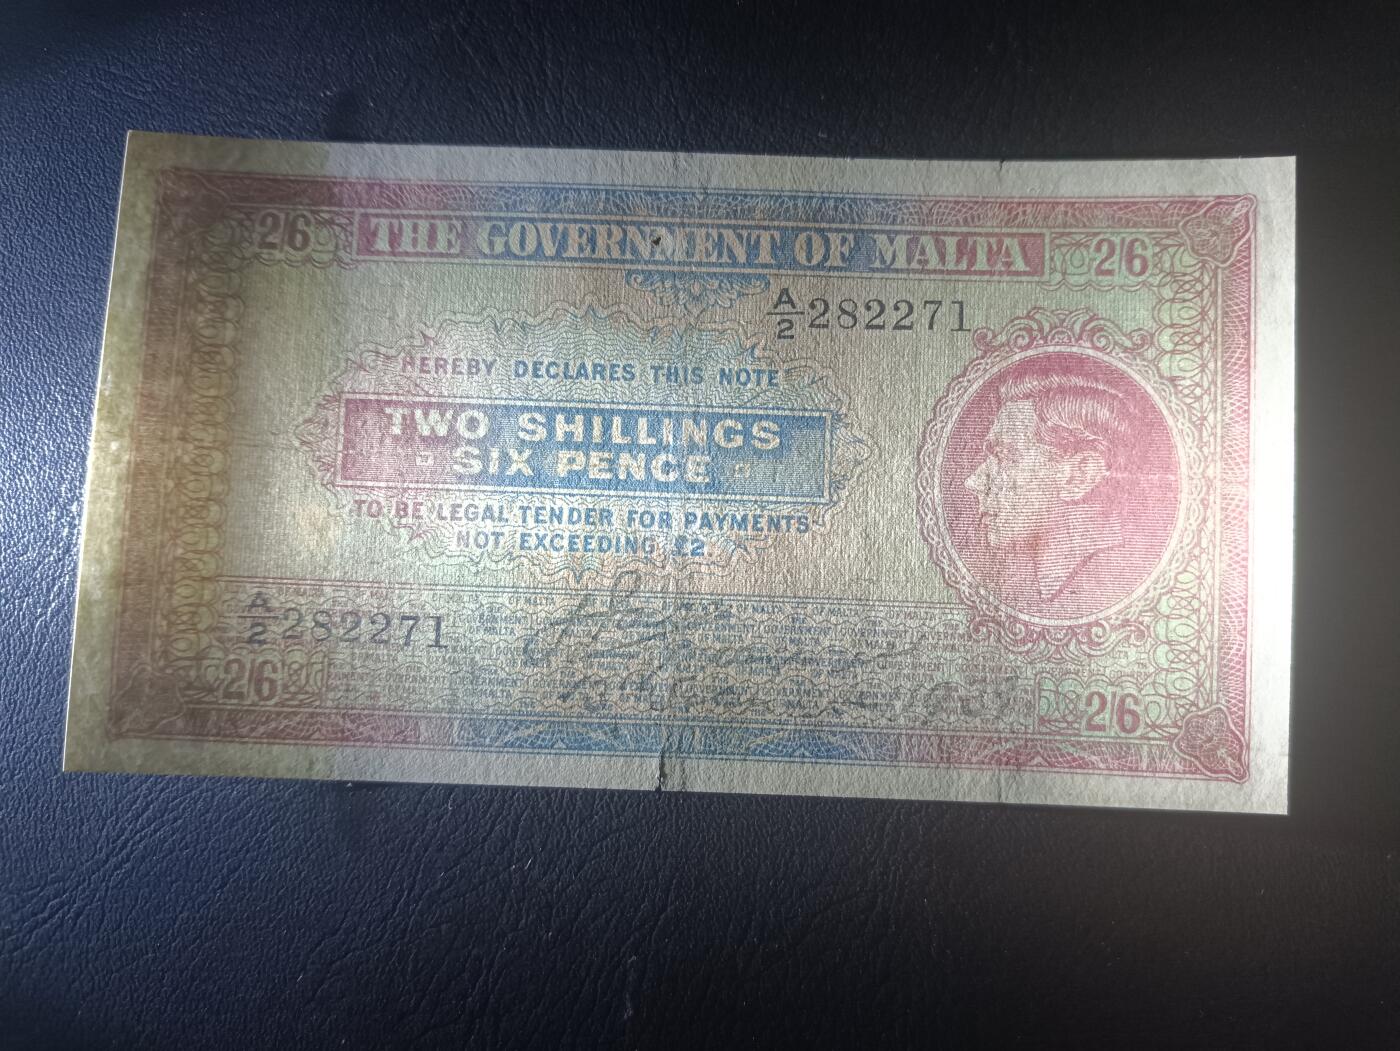 2/6 THE GOVERNMENT OF MALTA 2/6
A/2 282271
HEREBY DECLARES THIS NOTE
TWO SHILLINGS
SIX PENCE
TO BE LEGAL TENDER FOR PAYMENTS
NOT EXCEEDING £2.
A/2 282271
2/6 2/6